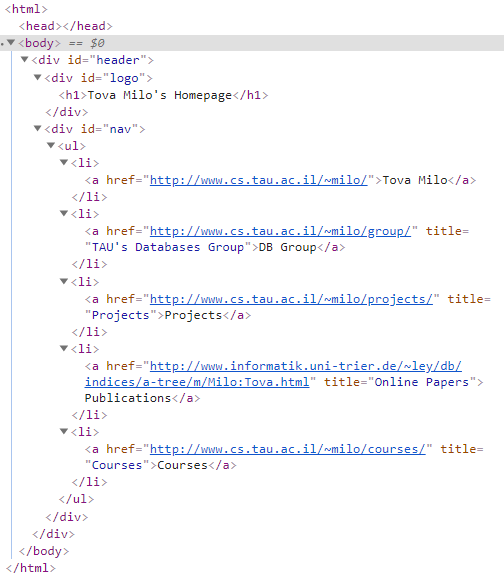 <html>
<head></head>
<body> == $0
<div id="header">
<div id="logo">
<h1>Tova Milo's Homepage</h1>
</div>
<div id="nav">
<ul>
<li>
<a href="http://www.cs.tau.ac.il/~milo/">Tova Milo</a>
</li>
<li>
<a href="http://www.cs.tau.ac.il/~milo/group/" title=
"TAU's Databases Group">DB Group</a>
</li>
<li>
<a href="http://www.cs.tau.ac.il/~milo/projects/" title=
"Projects">Projects</a>
</li>
<li>
<a href="http://www.informatik.uni-trier.de/~ley/db/
indices/a-tree/m/Milo:Tova.html" title="Online Papers">
Publications</a>
</li>
<li>
<a href="http://www.cs.tau.ac.il/~milo/courses/" title=
"Courses">Courses</a>
</li>
</ul>
</div>
</div>
</body>
</html>